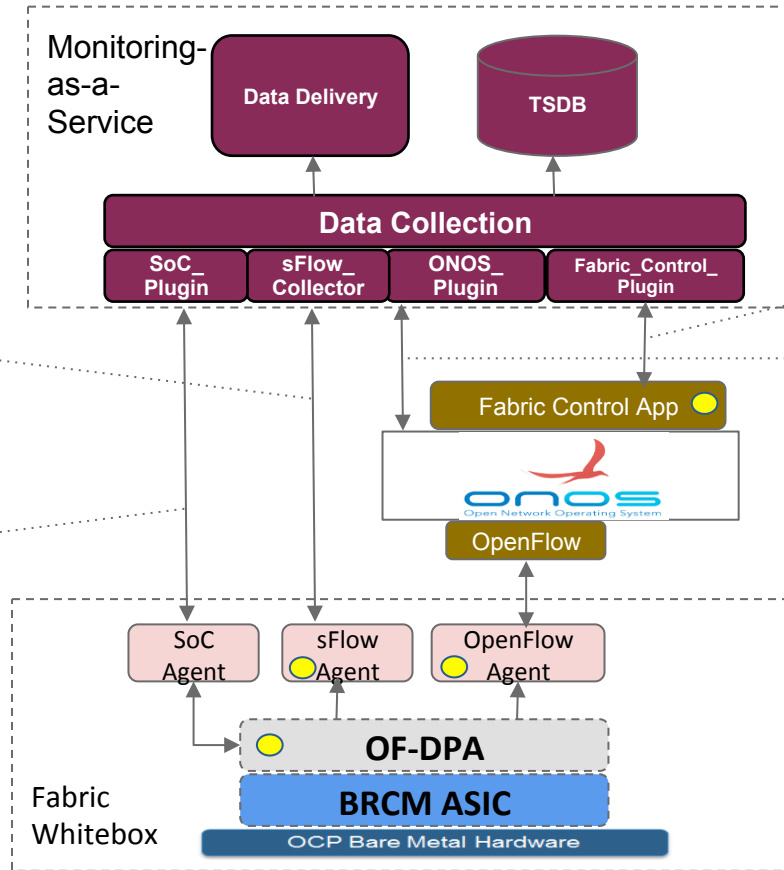 Monitoring-
as-a-
Service
Data Delivery
TSDB
Data Collection
SoC_
Plugin
sFlow_
Collector
ONOS_
Plugin
Fabric_Control_
Plugin
Fabric Control App
onos
Open Network Operating System
OpenFlow
SoC
Agent
sFlow
Agent
OpenFlow
Agent
OF-DPA
BRCM ASIC
Fabric
Whitebox
OCP Bare Metal Hardware